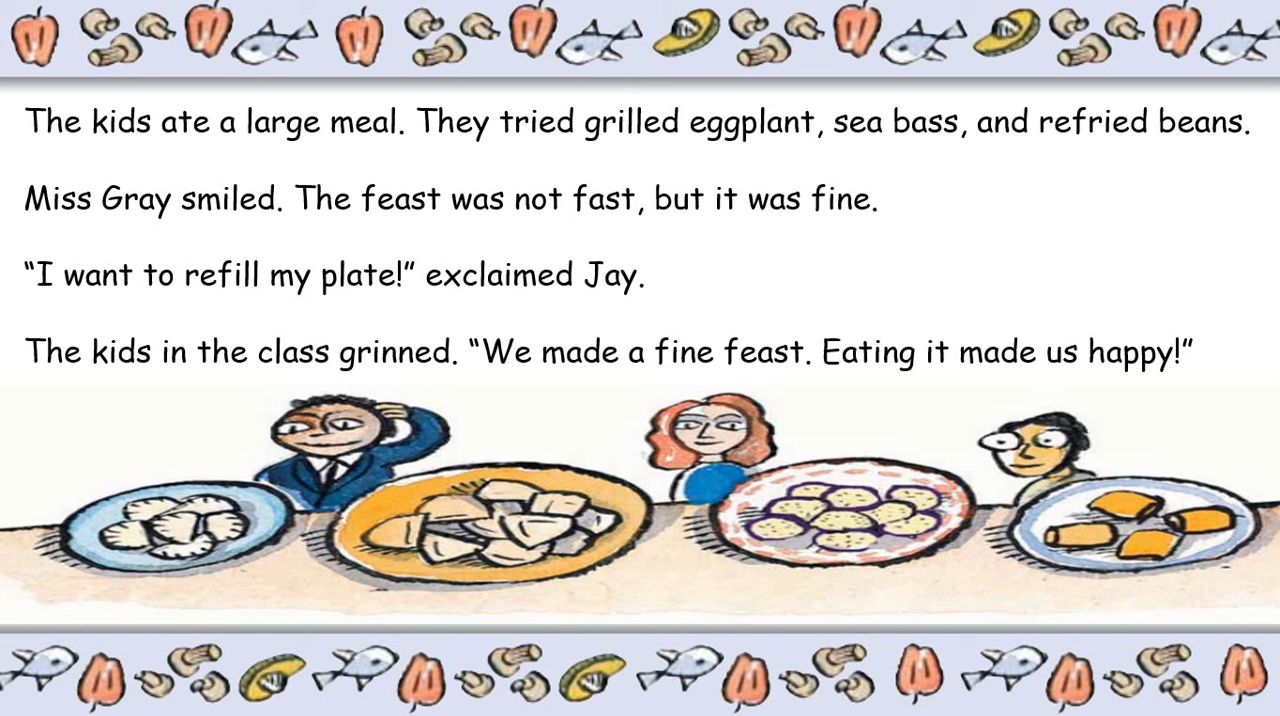 The kids ate a large meal. They tried grilled eggplant, sea bass, and refried beans.
Miss Gray smiled. The feast was not fast, but it was fine.
“I want to refill my plate!” exclaimed Jay.
The kids in the class grinned. “We made a fine feast. Eating it made us happy!”